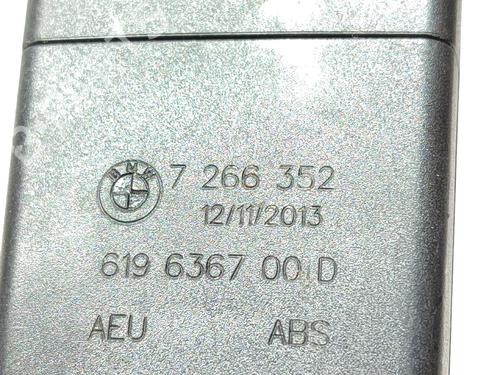 BMW 7 266 352
12/11/2013
619 6367 00 D
AEU ABS